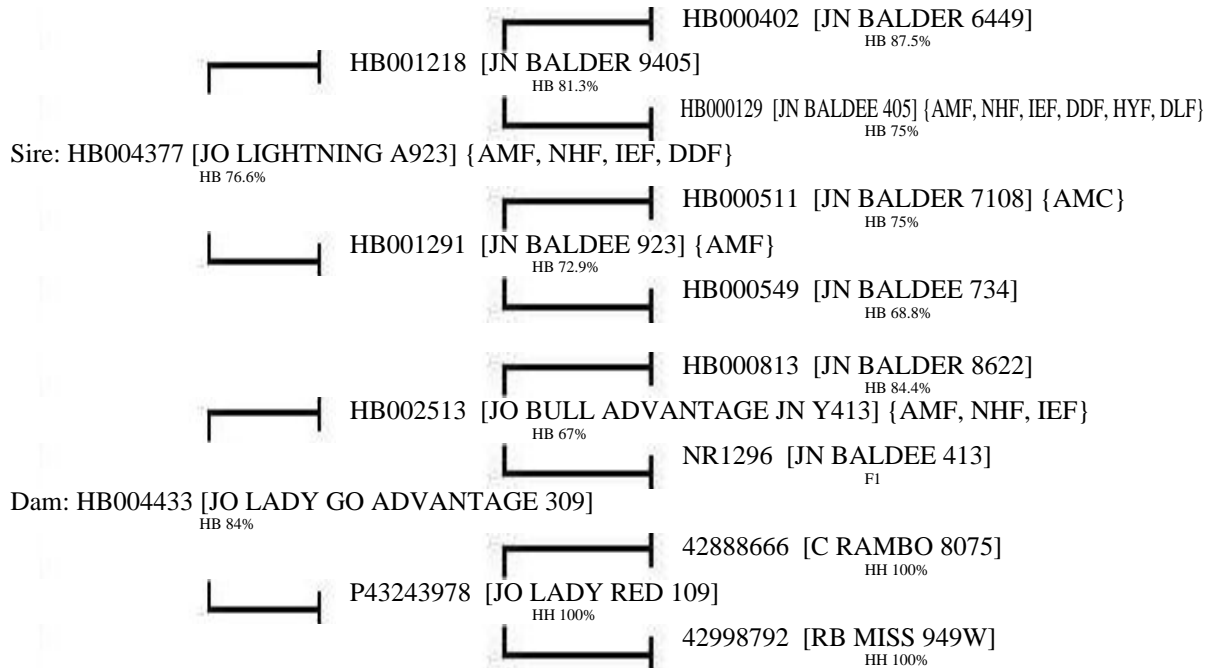 HB000402 [JN BALDER 6449]
HB 87.5%
HB001218 [JN BALDER 9405]
HB 81.3%
HB000129 [JN BALDEE 405] {AMF, NHF, IEF, DDF, HYF, DLF}
HB 75%
Sire: HB004377 [JO LIGHTNING A923] {AMF, NHF, IEF, DDF}
HB 76.6%
HB000511 [JN BALDER 7108] {AMC}
HB 75%
HB001291 [JN BALDEE 923] {AMF}
HB 72.9%
HB000549 [JN BALDEE 734]
HB 68.8%
HB000813 [JN BALDER 8622]
HB 84.4%
HB002513 [JO BULL ADVANTAGE JN Y413] {AMF, NHF, IEF}
HB 67%
NR1296 [JN BALDEE 413]
F1
Dam: HB004433 [JO LADY GO ADVANTAGE 309]
HB 84%
42888666 [C RAMBO 8075]
HH 100%
P43243978 [JO LADY RED 109]
HH 100%
42998792 [RB MISS 949W]
HH 100%